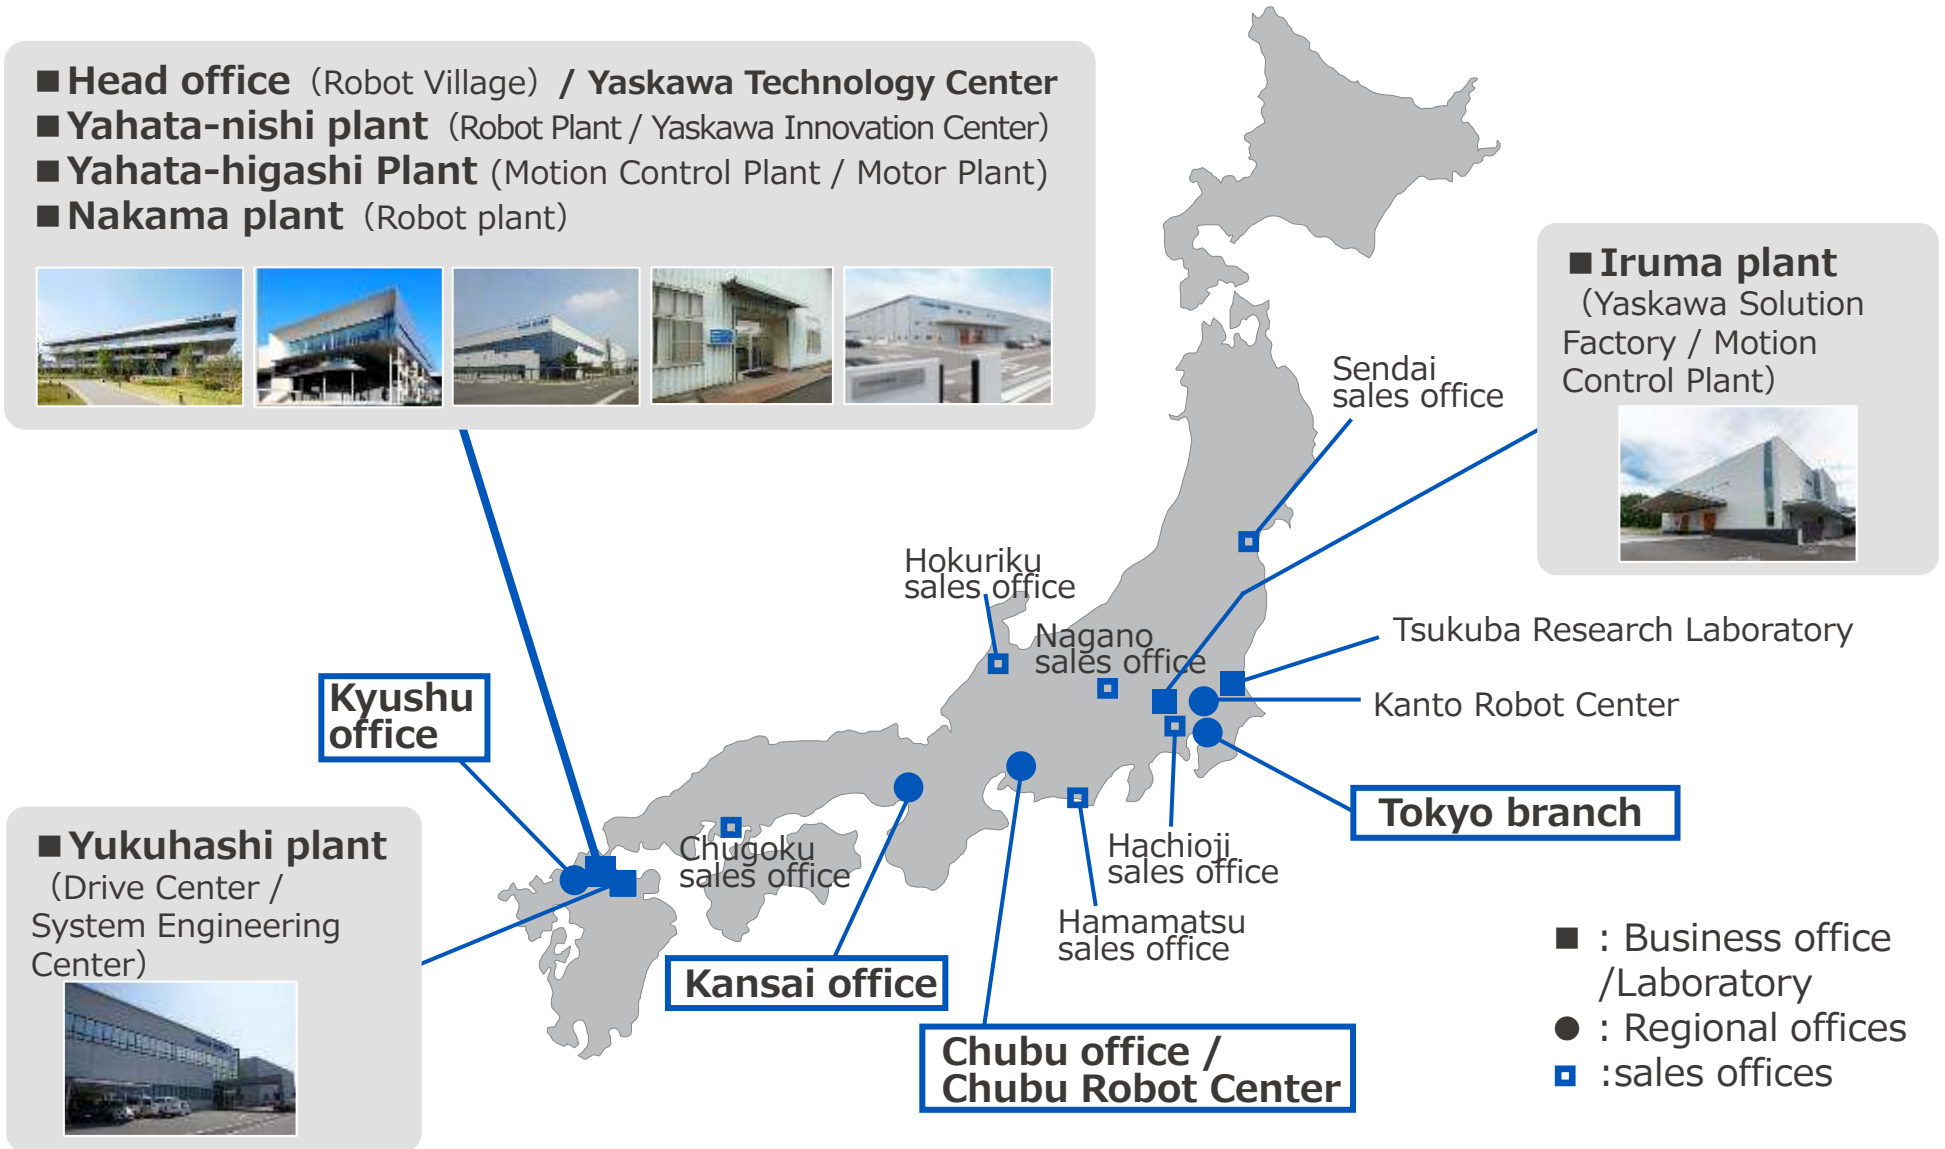 ■Head office（Robot Village）/ Yaskawa Technology Center
■Yahata-nishi plant（Robot Plant / Yaskawa Innovation Center）
■Yahata-higashi Plant (Motion Control Plant / Motor Plant)
■Nakama plant（Robot plant）
■Iruma plant
（Yaskawa Solution
Factory / Motion
Control Plant）
Sendai
sales office
Hokuriku
sales office
Nagano
sales office
Tsukuba Research Laboratory
Kanto Robot Center
Kyushu
office
Tokyo branch
■Yukuhashi plant
（Drive Center /
System Engineering
Center）
Chugoku
sales office
Hachioji
sales office
Hamamatsu
sales office
Kansai office
Chubu office /
Chubu Robot Center
■ : Business office
/Laboratory
● : Regional offices
:sales offices